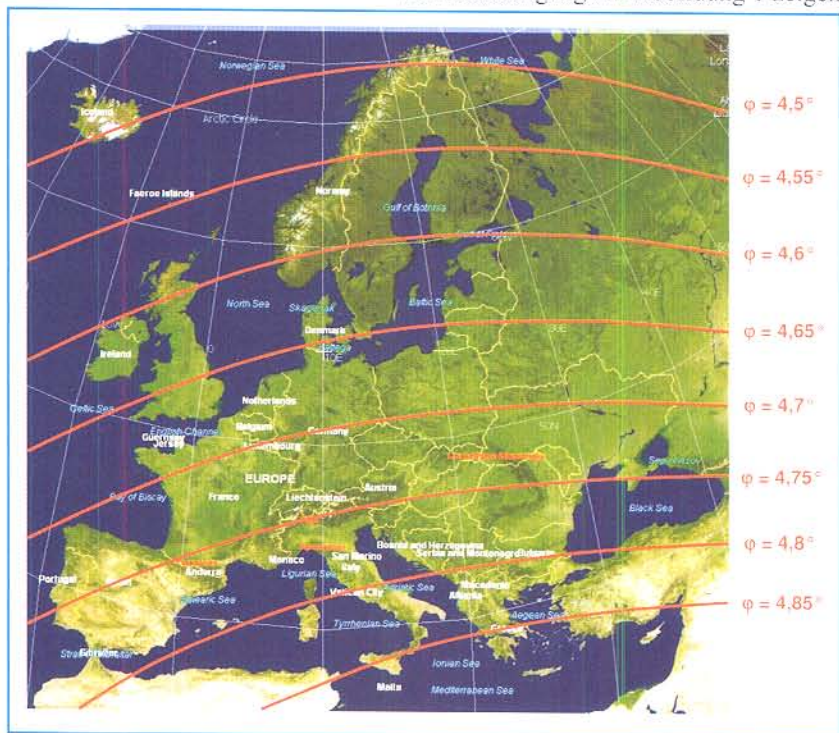 Norwegian Sea
White Sea
Iceland
Arctic Circle
φ = 4,5°
Faeroe Islands
Norway
φ = 4,55°
Gulf of Bothnia
φ = 4,6°
North Sea
Skagerrak
Baltic Sea
Denmark
φ = 4,65°
Ireland
Netherlands
φ = 4,7°
Celtic Sea
English Channel
Belgium
Germany
Guernsey
Jersey
Luxembourg
EUROPE
Austria
φ = 4,75°
Bay of Biscay
France
Liechtenstein
Black Sea
Bosnia and Herzegovina
Serbia and Montenegro
Bulgaria
φ = 4,8°
Monaco
San Marino
Italy
Portugal
Andorra
Ligurian Sea
Macedonia
Albania
Vatican City
Adriatic Sea
φ = 4,85°
Balearic Sea
Aegean Sea
Tyrrhenian Sea
Gibraltar
Ionian Sea
Malta
Mediterranean Sea